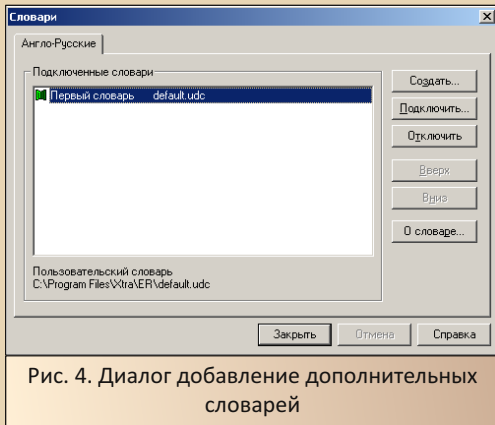 Словари
Англо-Русские
Подключенные словари
Первый словарь default.udc
Создать...
Подключить...
Отключить
Вверх
Вниз
О словаре...
Пользовательский словарь
C:\Program Files\Xtra\ER\default.udc
Закрыть Отмена Справка
Рис. 4. Диалог добавление дополнительных
словарей